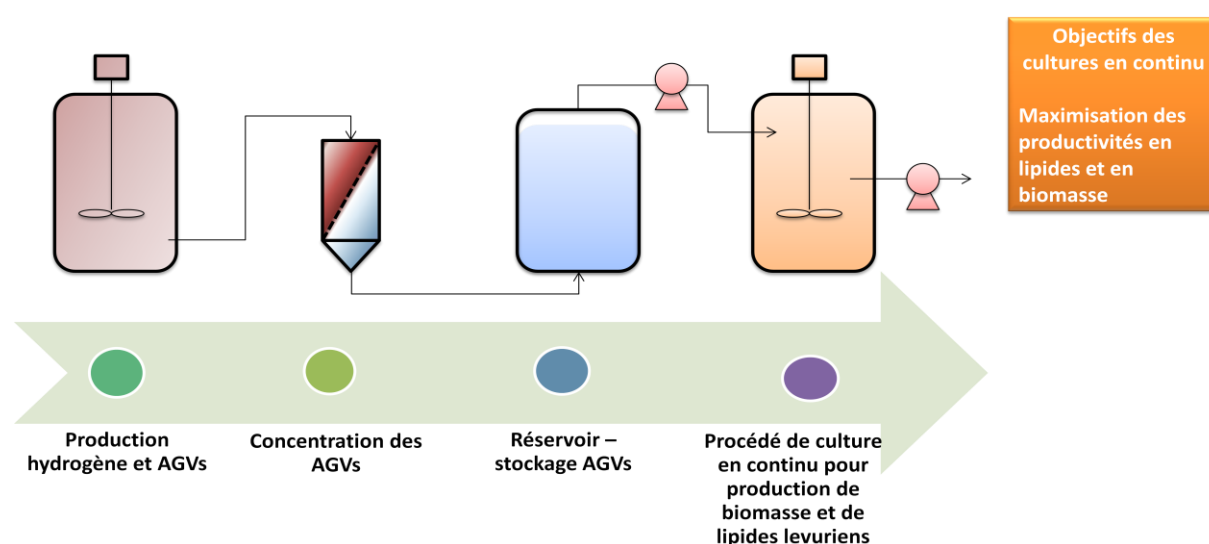 Objectifs des
cultures en continu
Maximisation des
productivités en
lipides et en
biomasse
Production
hydrogène et AGVs
Concentration des
AGVs
Réservoir –
stockage AGVs
Procédé de culture
en continu pour
production de
biomasse et de
lipides levuriens